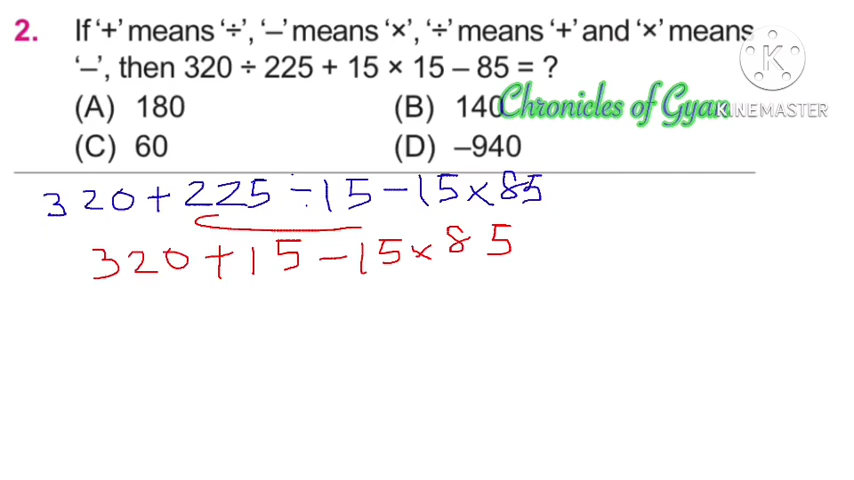 2. If ‘+’ means ‘÷’, ‘–’ means ‘×’, ‘÷’ means ‘+’ and ‘×’ means
‘–’, then 320 ÷ 225 + 15 × 15 – 85 = ?
(A) 180 (B) 140
Chronicles of Gyan
K
KINEMASTER
(C) 60 (D) –940
320+225÷15-15×85
320+15-15×85